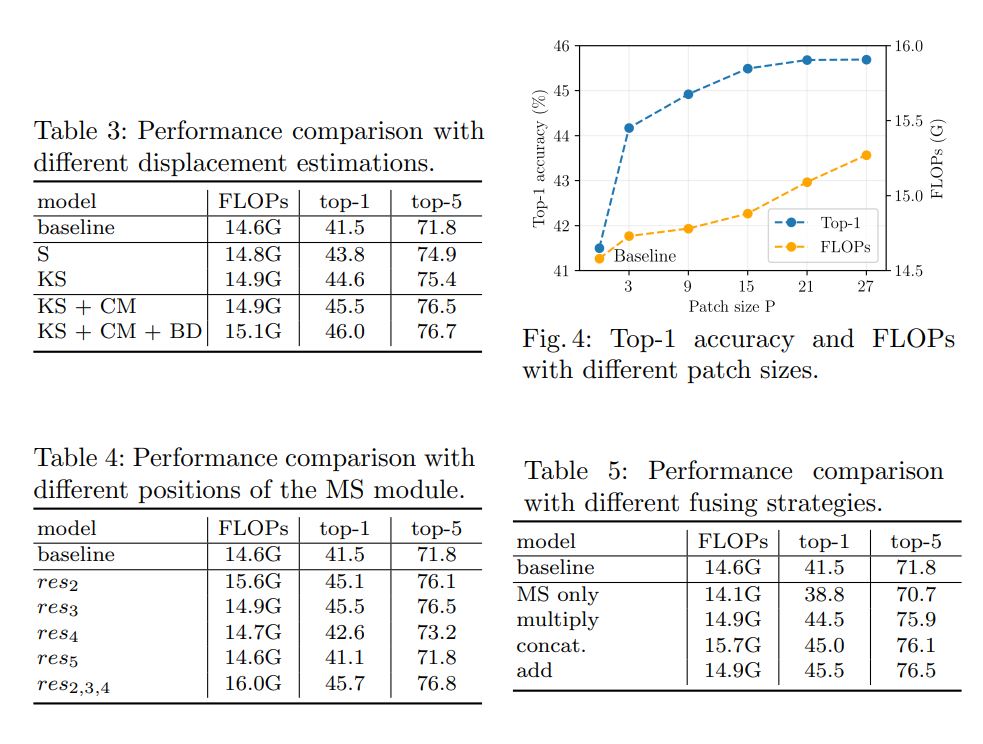 Table 3: Performance comparison with
different displacement estimations.
model FLOPs top-1 top-5
baseline 14.6G 41.5 71.8
S 14.8G 43.8 74.9
KS 14.9G 44.6 75.4
KS + CM 14.9G 45.5 76.5
KS + CM + BD 15.1G 46.0 76.7
46
45
44
43
42
41
Top-1 accuracy (%)
16.0
15.5
15.0
14.5
FLOPs (G)
Baseline
Top-1
FLOPs
3 9 15 21 27
Patch size P
Fig. 4: Top-1 accuracy and FLOPs
with different patch sizes.
Table 4: Performance comparison with
different positions of the MS module.
model FLOPs top-1 top-5
baseline 14.6G 41.5 71.8
res2 15.6G 45.1 76.1
res3 14.9G 45.5 76.5
res4 14.7G 42.6 73.2
res5 14.6G 41.1 71.8
res2,3,4 16.0G 45.7 76.8
Table 5: Performance comparison
with different fusing strategies.
model FLOPs top-1 top-5
baseline 14.6G 41.5 71.8
MS only 14.1G 38.8 70.7
multiply 14.9G 44.5 75.9
concat. 15.7G 45.0 76.1
add 14.9G 45.5 76.5